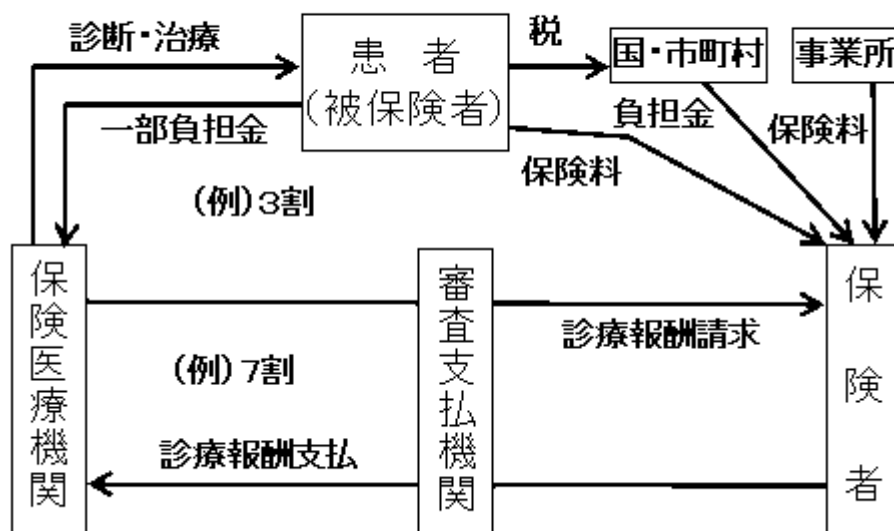 診断・治療
患者
(被保険者)
税
国・市町村
事業所
一部負担金
負担金
保険料
保険料
(例)3割
保険医療機関
審査支払機関
保険者
診療報酬請求
(例)7割
診療報酬支払